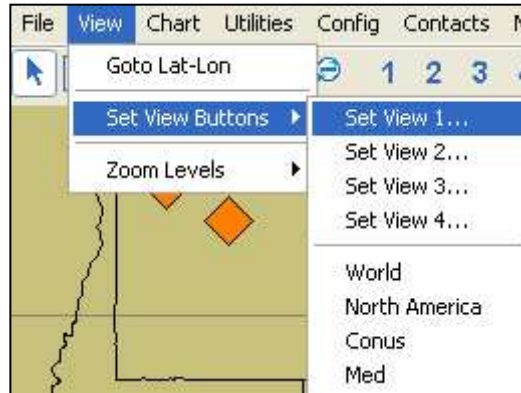 File View Chart Utilities Config Contacts
Goto Lat-Lon
1 2 3
Set View Buttons
Set View 1...
Set View 2...
Zoom Levels
Set View 3...
Set View 4...
World
North America
Conus
Med